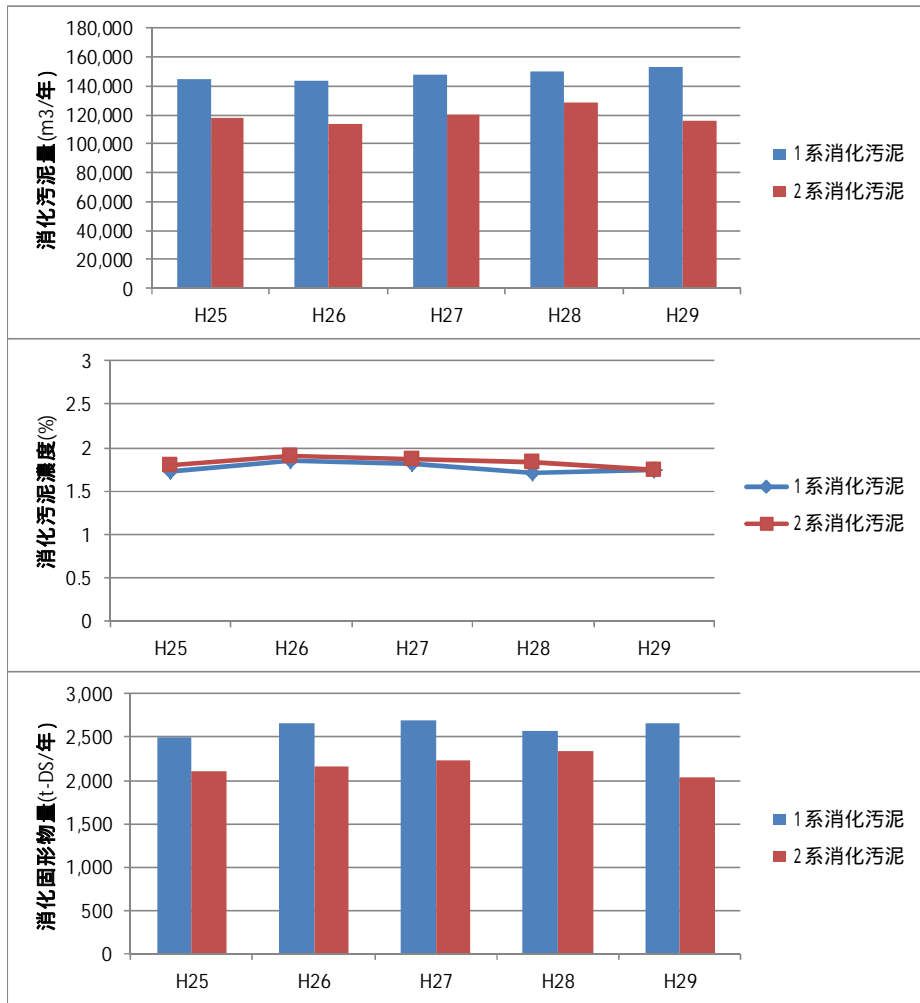 消化汚泥量(m3/年)
180,000
160,000
140,000
120,000
100,000
80,000
60,000
40,000
20,000
0
H25 H26 H27 H28 H29
1系消化汚泥
2系消化汚泥
消化汚泥濃度(%)
3
2.5
2
1.5
1
0.5
0
H25 H26 H27 H28 H29
1系消化汚泥
2系消化汚泥
消化固形物量(t-DS/年)
3,000
2,500
2,000
1,500
1,000
500
0
H25 H26 H27 H28 H29
1系消化汚泥
2系消化汚泥